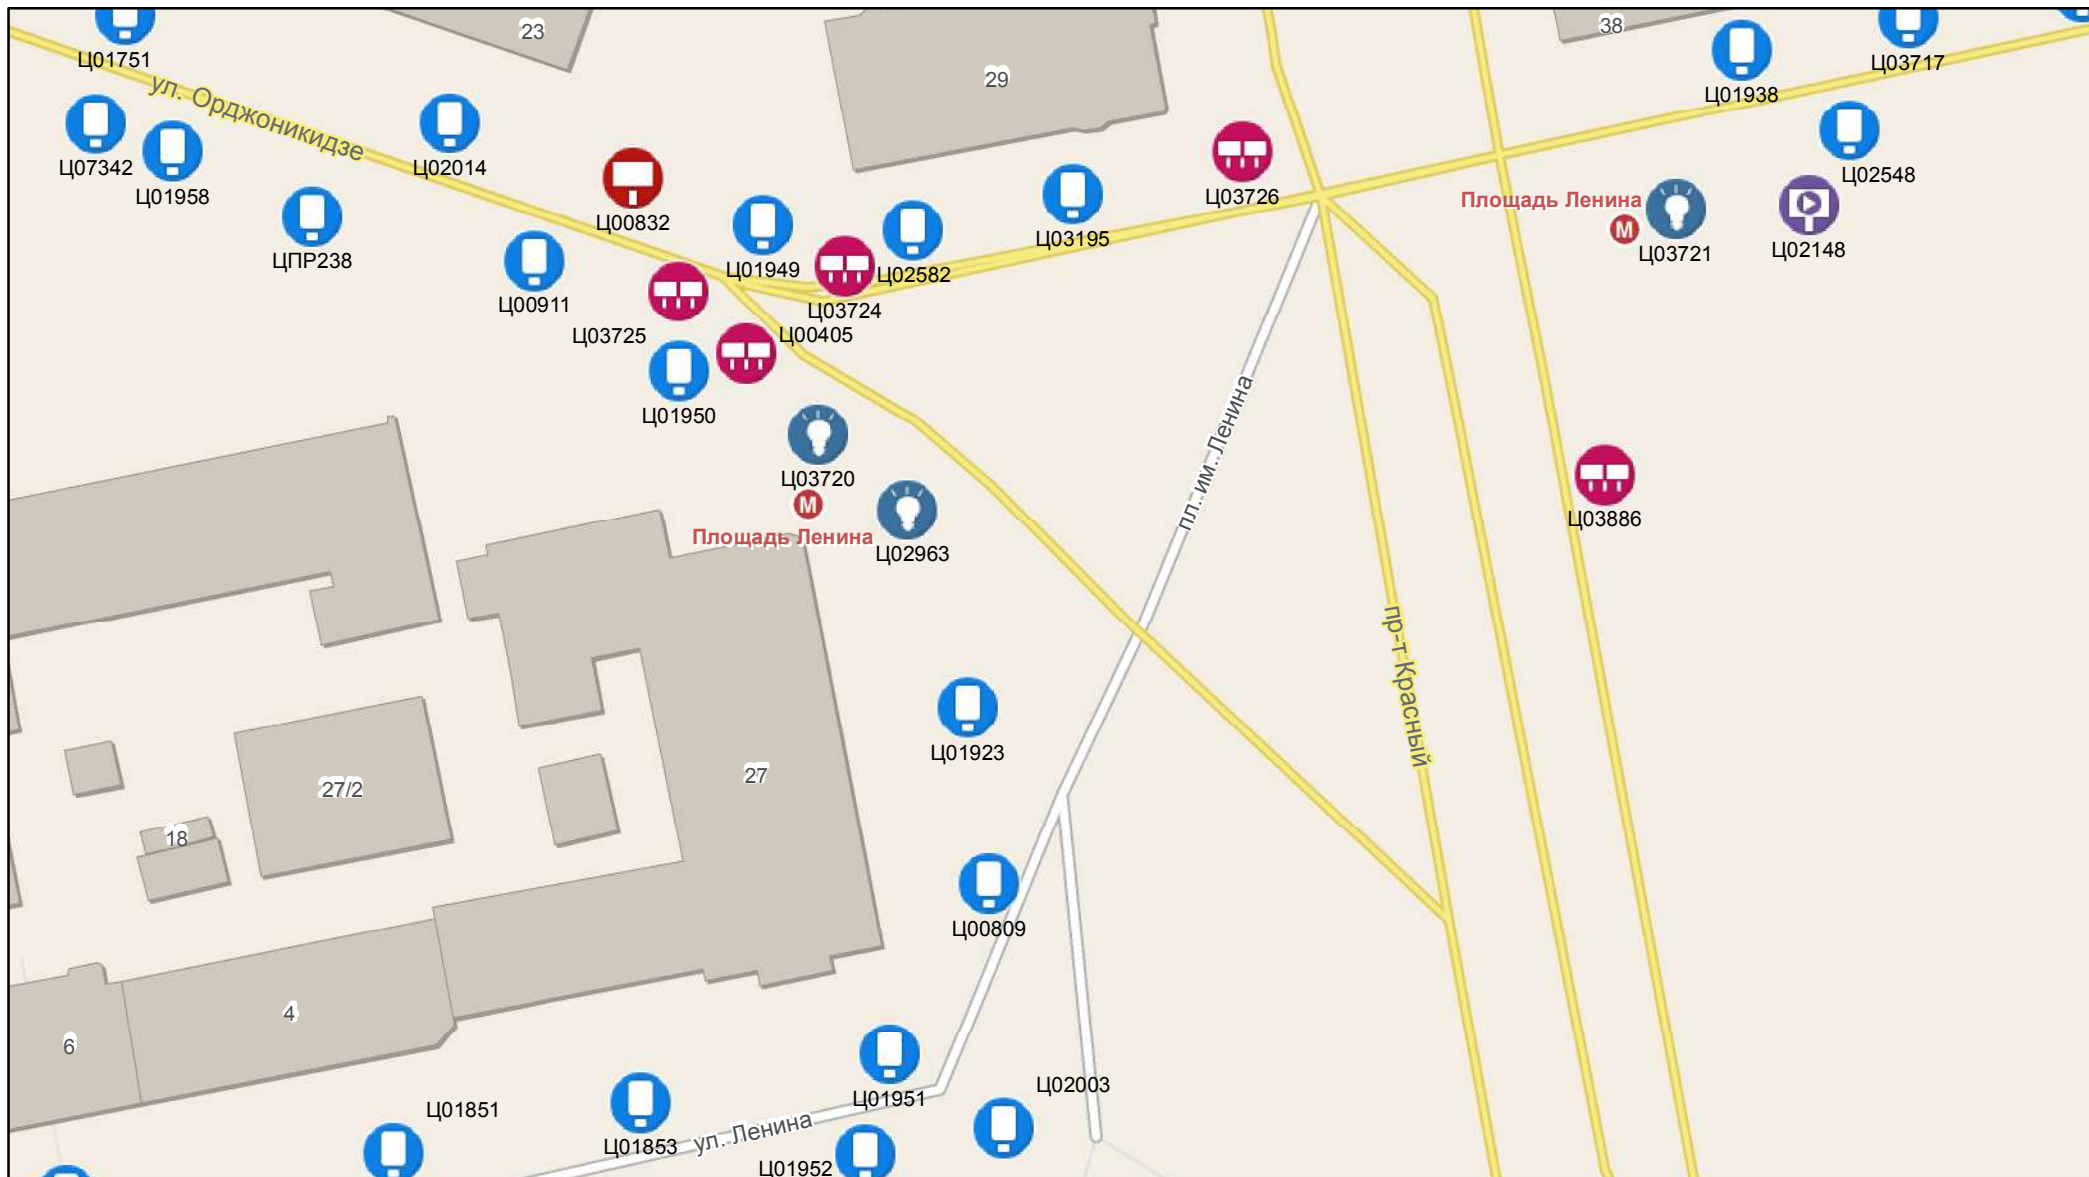 23
38
Ц01751
Ц03717
29
Ц01938
ул. Орджоникидзе
Ц07342
Ц02014
Ц02548
Ц01958
Ц03726
Площадь Ленина
M
Ц00832
Ц03195
Ц02148
Ц03721
ЦПР238
Ц01949
Ц02582
Ц00911
Ц03724
Ц03725
Ц00405
Ц01950
пл. им. Ленина
Ц03720
M
Площадь Ленина
Ц02963
Ц03886
пр-т Красный
Ц01923
27
27/2
18
Ц00809
4
6
Ц02003
Ц01951
Ц01851
ул. Ленина
Ц01853
Ц01952